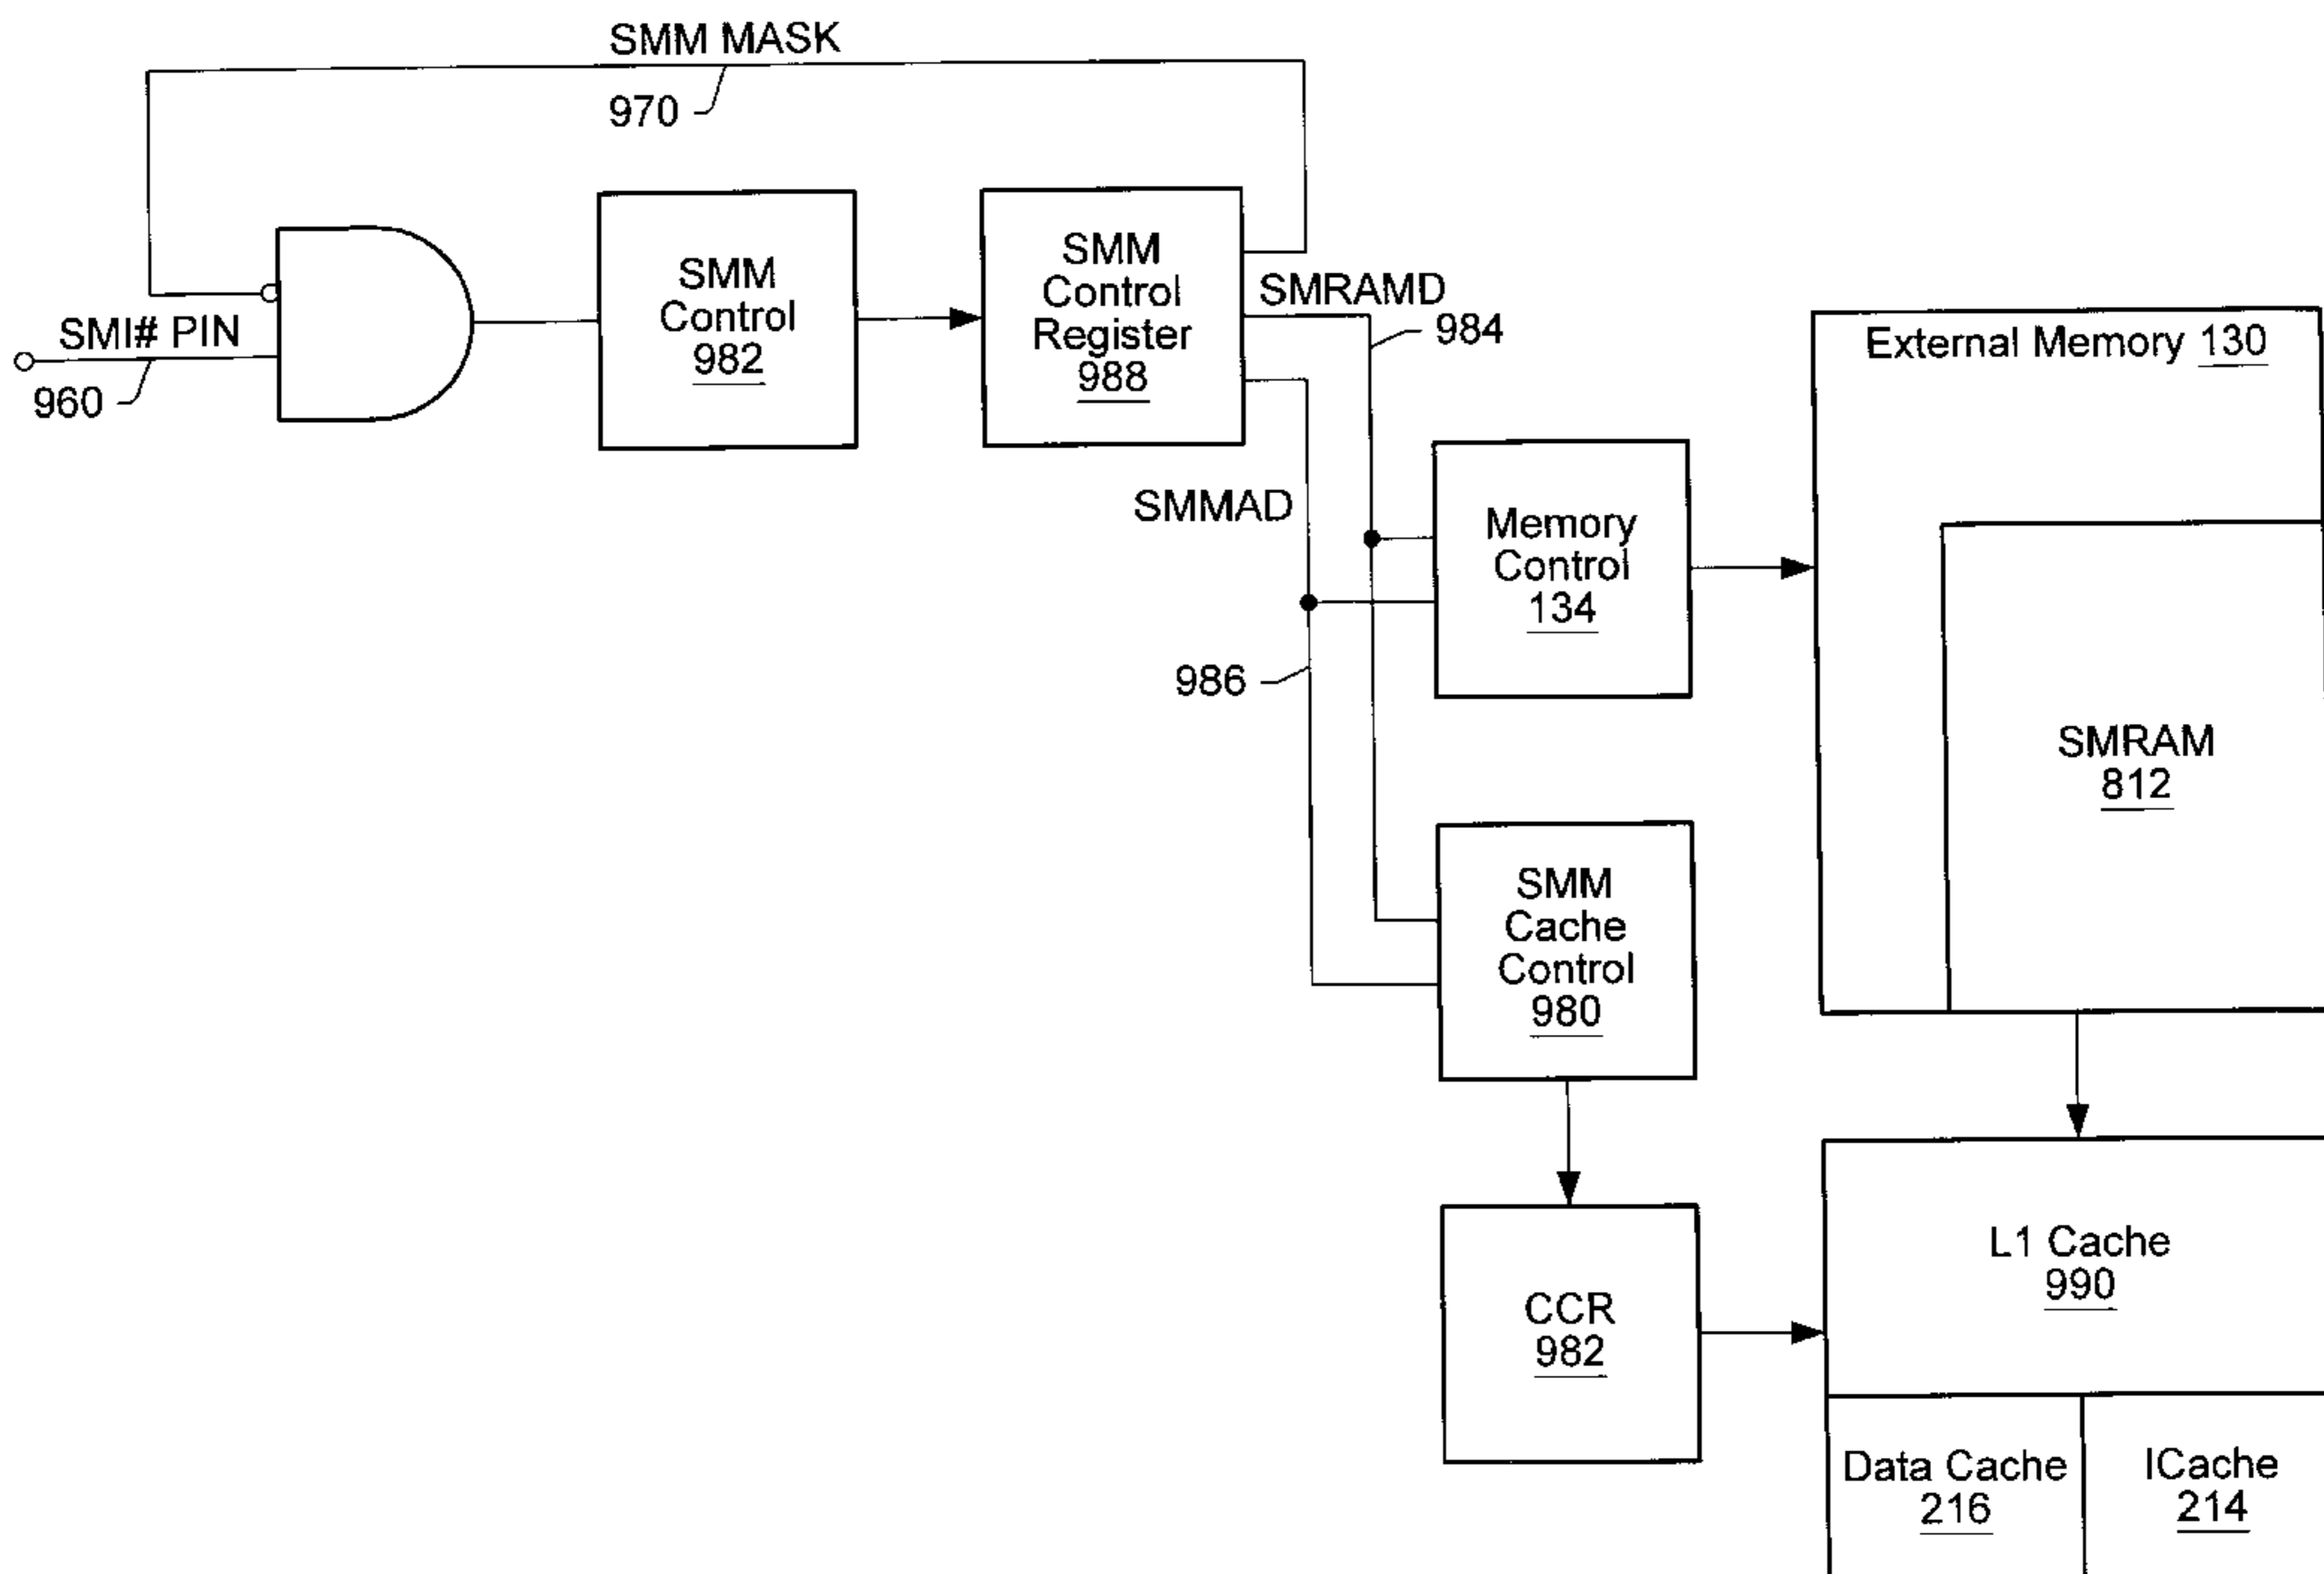 SMM MASK
970
SMI# PIN
960
SMM
Control
982
SMM
Control
Register
988
SMRAMD
984
SMMAD
986
Memory
Control
134
External Memory 130
SMRAM
812
SMM
Cache
Control
980
CCR
982
L1 Cache
990
Data Cache
216
ICache
214